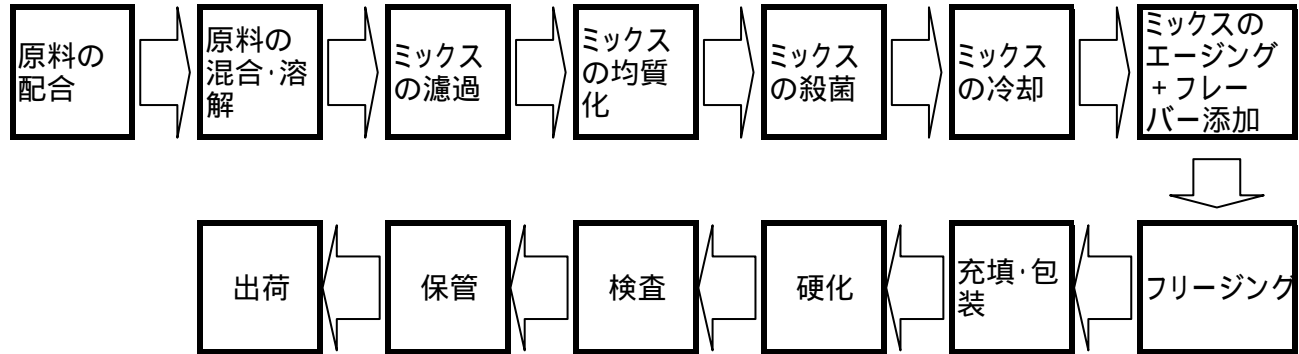 原料の
配合
原料の
混合･溶
解
ミックス
の濾過
ミックス
の均質
化
ミックス
の殺菌
ミックス
の冷却
ミックスの
エージング
+フレー
バー添加
フリージング
充填･包
装
硬化
検査
保管
出荷